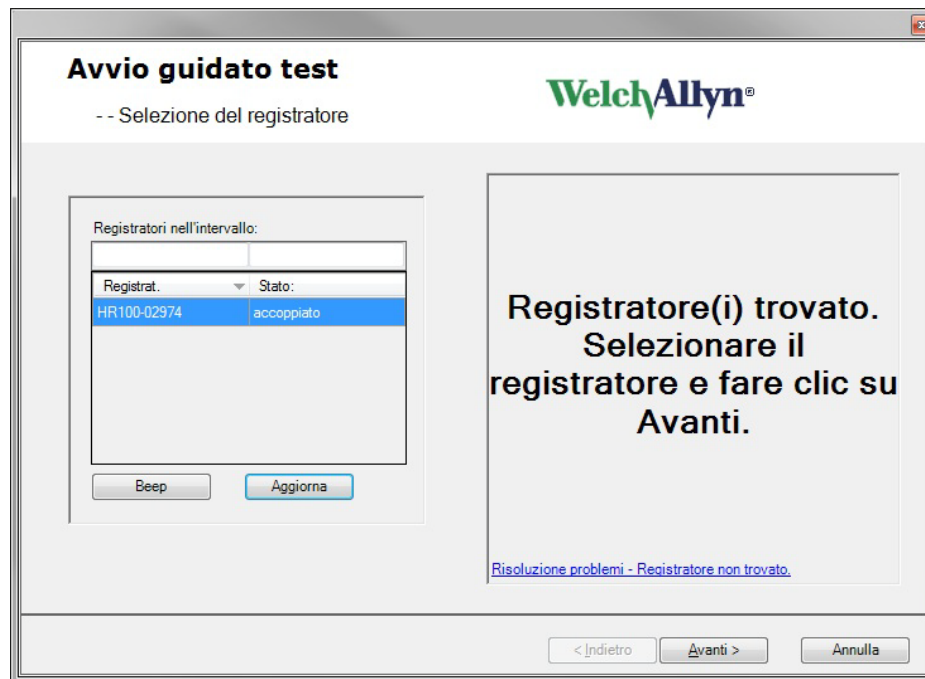 Avvio guidato test
- - Selezione del registratore
WelchAllyn®
Registratori nell'intervallo:
Registrat. Stato:
HR100-02974 accoppiato
Beep Aggiorna
Registratore(i) trovato.
Selezionare il
registratore e fare clic su
Avanti.
Risoluzione problemi - Registratore non trovato.
< Indietro Avanti > Annulla